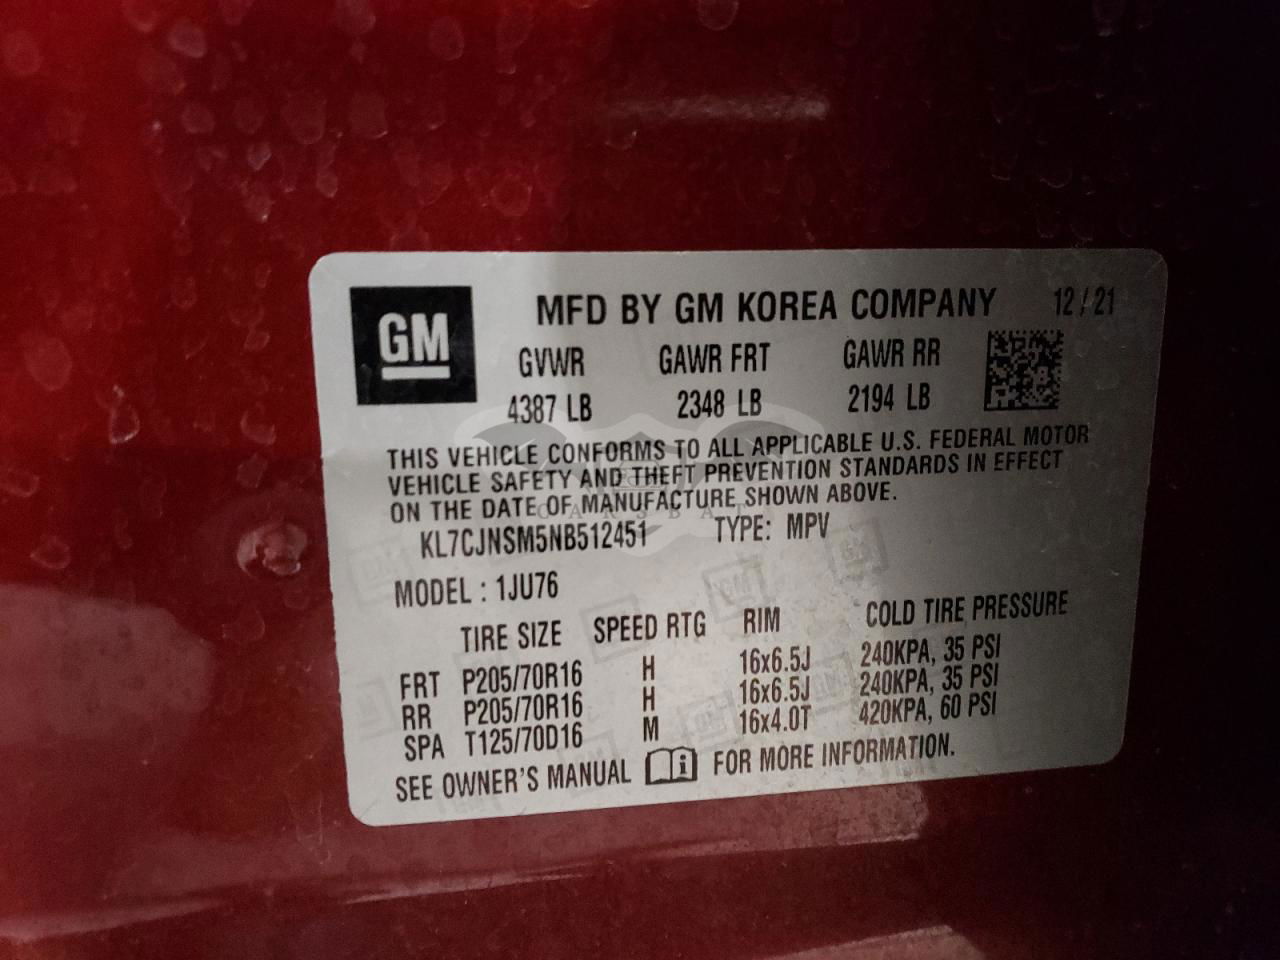 GM
MFD BY GM KOREA COMPANY 12/21
GVWR GAWR FRT GAWR RR
4387 LB 2348 LB 2194 LB
THIS VEHICLE CONFORMS TO ALL APPLICABLE U.S. FEDERAL MOTOR
VEHICLE SAFETY AND THEFT PREVENTION STANDARDS IN EFFECT
ON THE DATE OF MANUFACTURE SHOWN ABOVE.
CARSBAT
KL7CJNSM5NB512451 TYPE: MPV
MODEL : 1JU76
TIRE SIZE SPEED RTG RIM COLD TIRE PRESSURE
FRT P205/70R16 H 16x6.5J 240KPA, 35 PSI
RR P205/70R16 H 16x6.5J 240KPA, 35 PSI
SPA T125/70D16 M 16x4.0T 420KPA, 60 PSI
SEE OWNER'S MANUAL i FOR MORE INFORMATION.